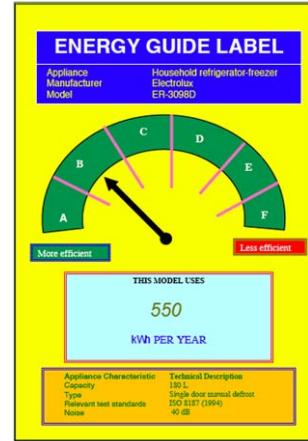 ENERGY GUIDE LABEL
Appliance Household refrigerator-freezer
Manufacturer Electrolux
Model ER-3098D
A
B
C
D
E
F
More efficient
Less efficient
THIS MODEL USES
550
kWh PER YEAR
Appliance Characteristic Technical Description
Capacity 180 L
Type Single door manual defrost
Relevant test standards ISO 8187 (1994)
Noise 40 dB